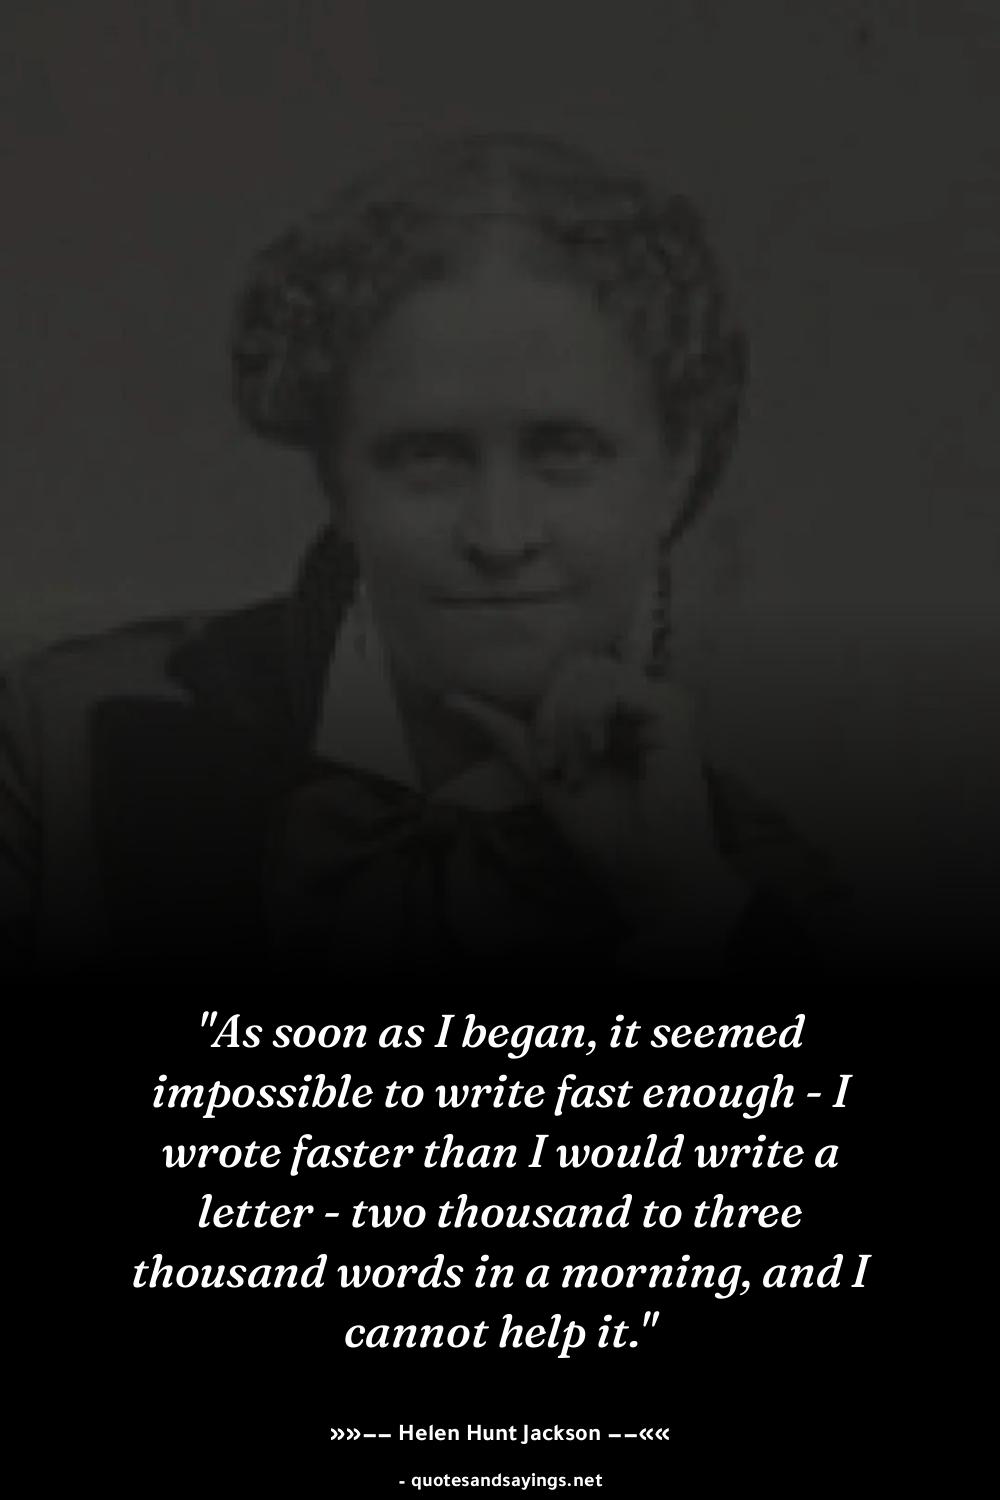 "As soon as I began, it seemed
impossible to write fast enough - I
wrote faster than I would write a
letter - two thousand to three
thousand words in a morning, and I
cannot help it."
»»–– Helen Hunt Jackson ––««
- quotesandsayings.net